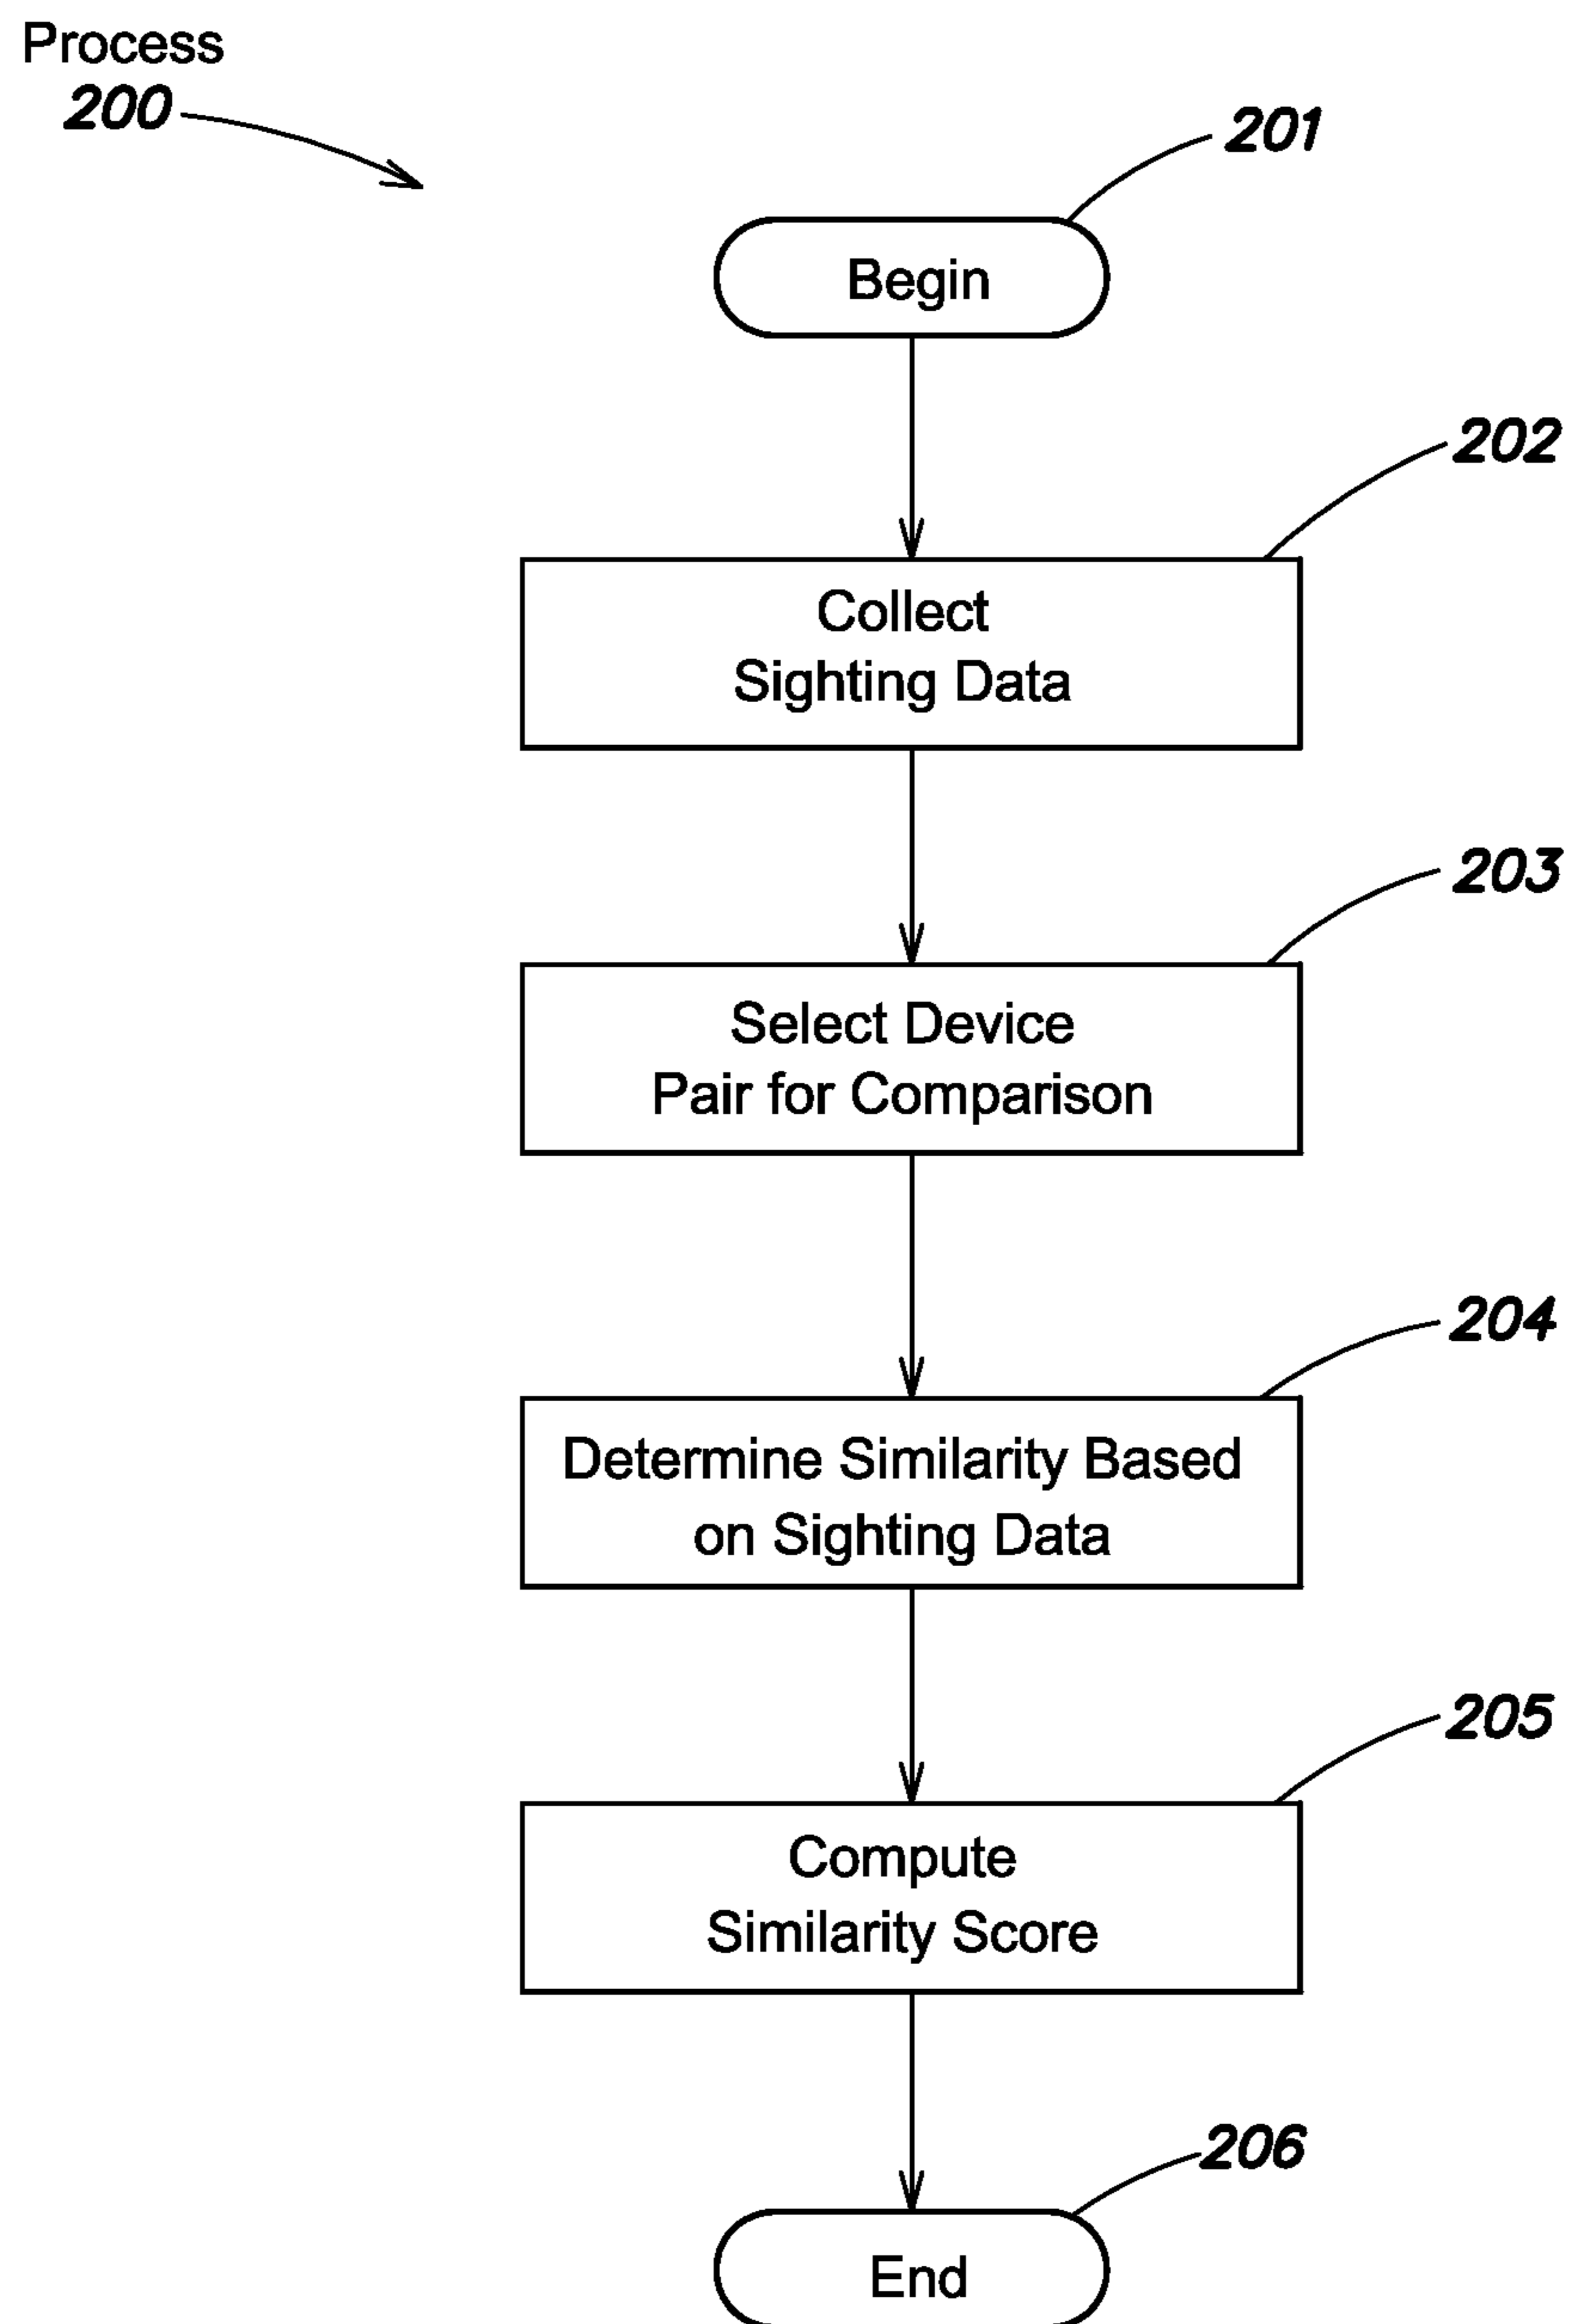 Process
200
201
Begin
202
Collect
Sighting Data
203
Select Device
Pair for Comparison
204
Determine Similarity Based
on Sighting Data
205
Compute
Similarity Score
206
End